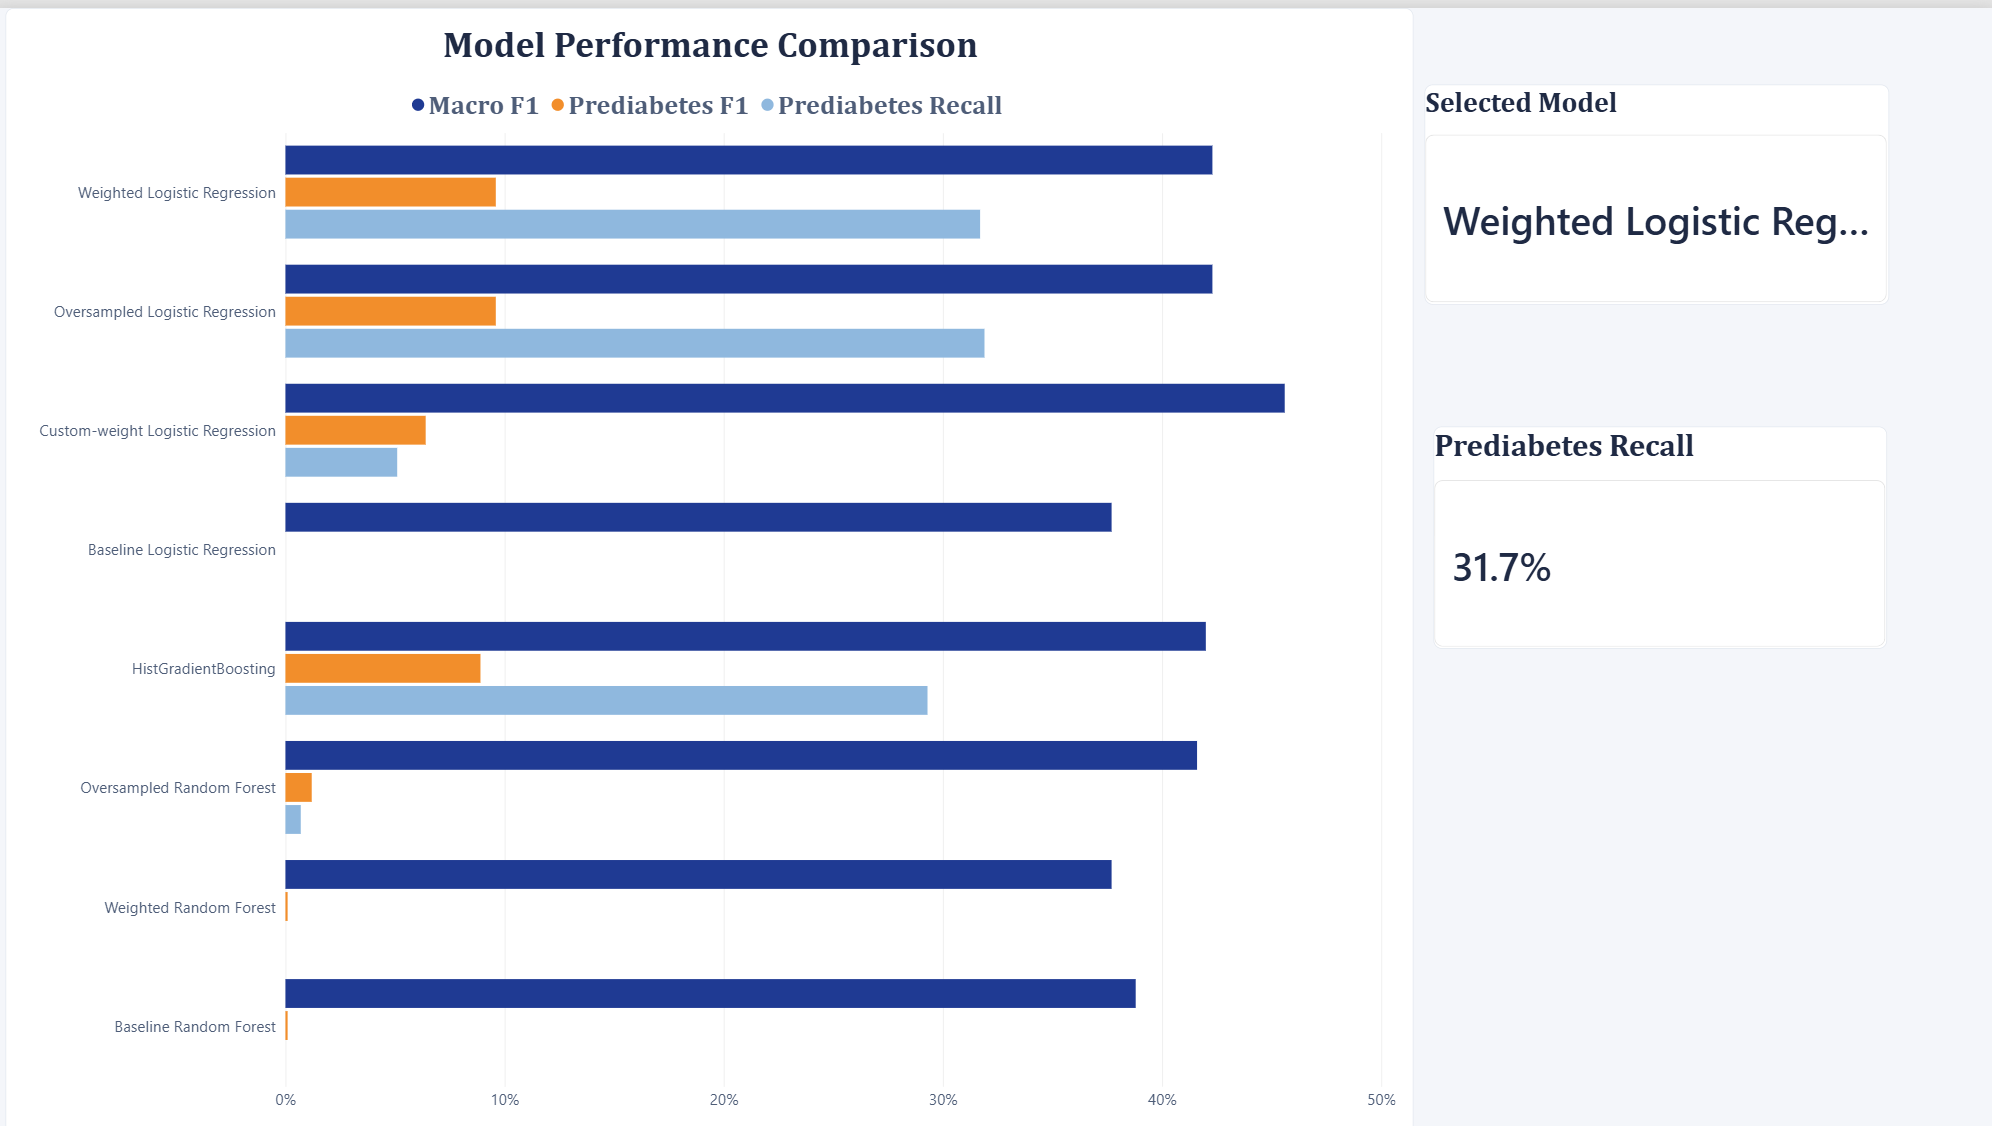 Model Performance Comparison
Macro F1 Prediabetes F1 Prediabetes Recall
Weighted Logistic Regression
Oversampled Logistic Regression
Custom-weight Logistic Regression
Baseline Logistic Regression
HistGradientBoosting
Oversampled Random Forest
Weighted Random Forest
Baseline Random Forest
0% 10% 20% 30% 40% 50%
Selected Model
Weighted Logistic Reg...
Prediabetes Recall
31.7%